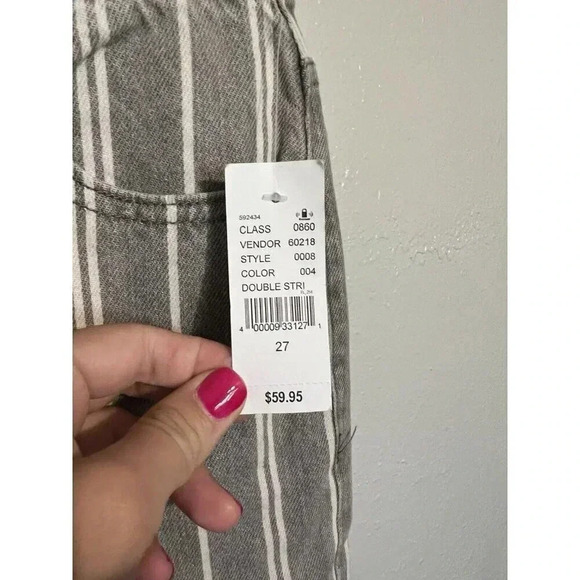 592434
CLASS 0860
VENDOR 60218
STYLE 0008
COLOR 004
DOUBLE STRI
4 00009 33127 1
27
$59.95